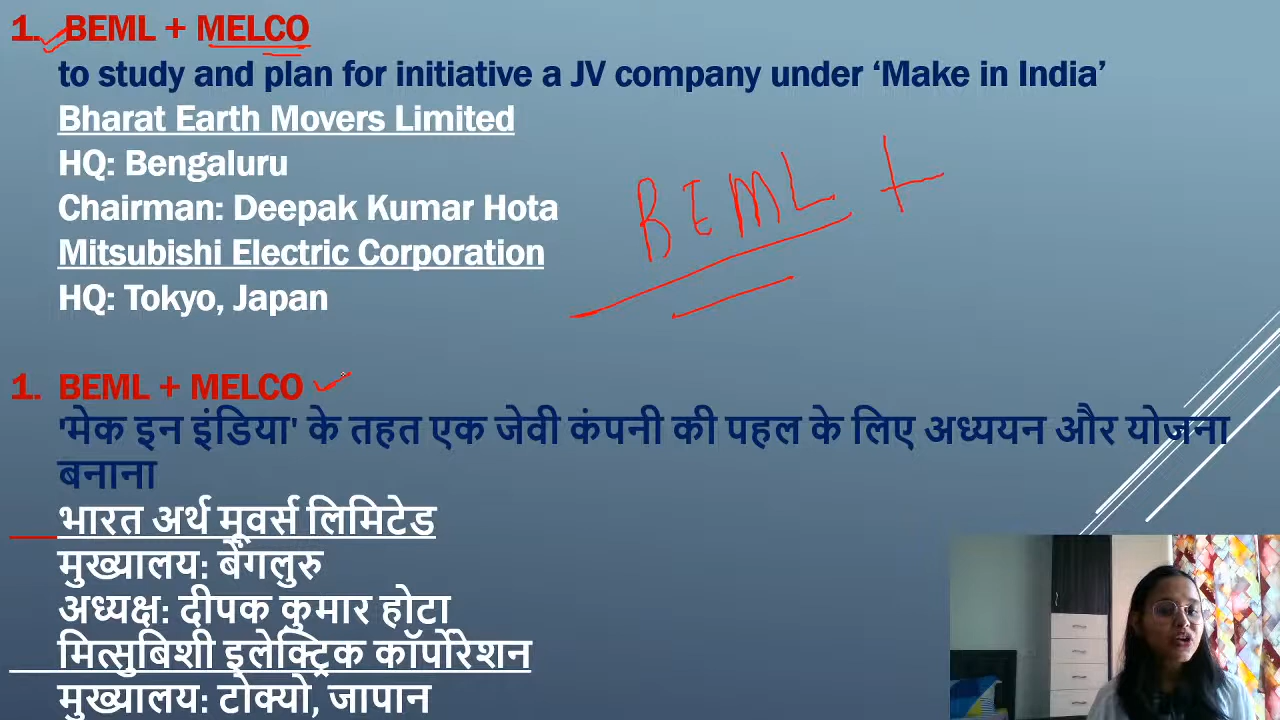 1. BEML + MELCO
to study and plan for initiative a JV company under ‘Make in India’
Bharat Earth Movers Limited
HQ: Bengaluru
Chairman: Deepak Kumar Hota
Mitsubishi Electric Corporation
HQ: Tokyo, Japan
BEML +
1. BEML + MELCO
'मेक इन इंडिया' के तहत एक जेवी कंपनी की पहल के लिए अध्ययन और योजना
बनाना
भारत अर्थ मूवर्स लिमिटेड
मुख्यालय: बेंगलुरु
अध्यक्ष: दीपक कुमार होटा
मित्सुबिशी इलेक्ट्रिक कॉर्पोरेशन
मुख्यालय: टोक्यो, जापान